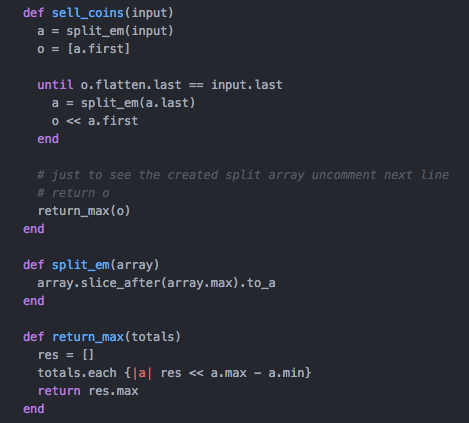 def sell_coins(input)
  a = split_em(input)
  o = [a.first]

  until o.flatten.last == input.last
    a = split_em(a.last)
    o << a.first
  end

  # just to see the created split array uncomment next line
  # return o
  return_max(o)
end

def split_em(array)
  array.slice_after(array.max).to_a
end

def return_max(totals)
  res = []
  totals.each {|a| res << a.max - a.min}
  return res.max
end